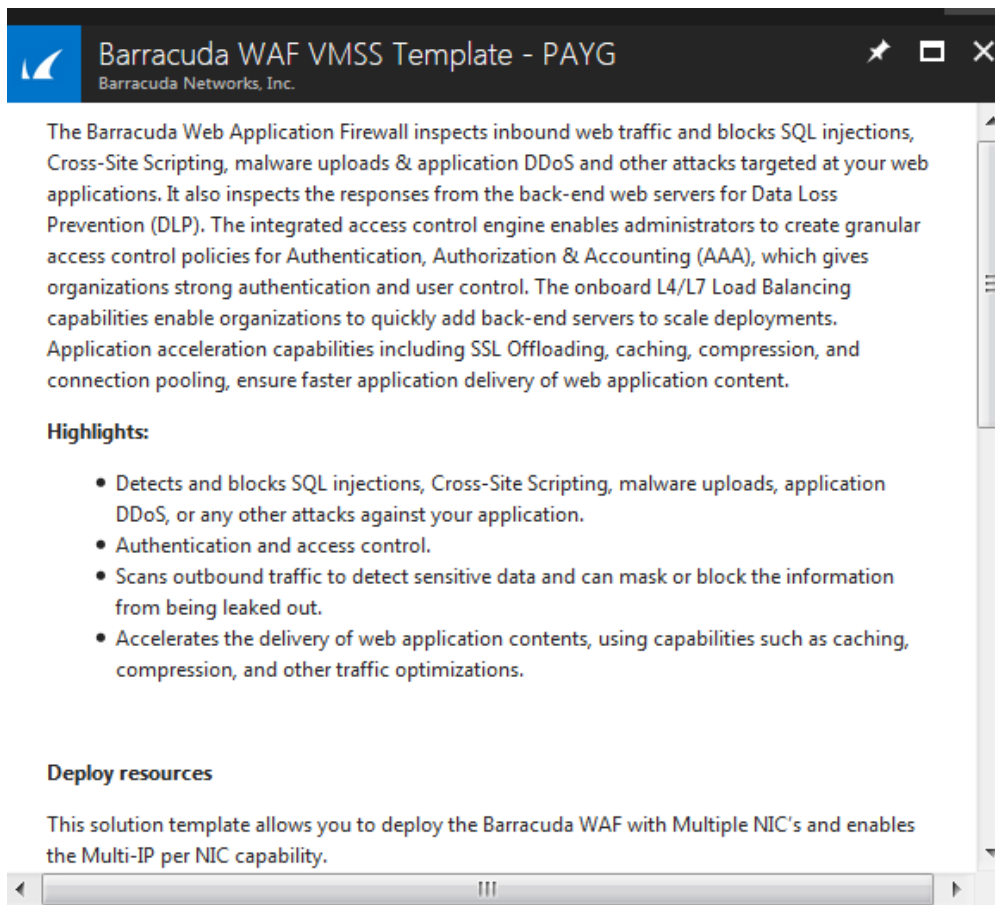 Barracuda WAF VMSS Template - PAYG
Barracuda Networks, Inc.
The Barracuda Web Application Firewall inspects inbound web traffic and blocks SQL injections,
Cross-Site Scripting, malware uploads & application DDoS and other attacks targeted at your web
applications. It also inspects the responses from the back-end web servers for Data Loss
Prevention (DLP). The integrated access control engine enables administrators to create granular
access control policies for Authentication, Authorization & Accounting (AAA), which gives
organizations strong authentication and user control. The onboard L4/L7 Load Balancing
capabilities enable organizations to quickly add back-end servers to scale deployments.
Application acceleration capabilities including SSL Offloading, caching, compression, and
connection pooling, ensure faster application delivery of web application content.
Highlights:
• Detects and blocks SQL injections, Cross-Site Scripting, malware uploads, application
DDoS, or any other attacks against your application.
• Authentication and access control.
• Scans outbound traffic to detect sensitive data and can mask or block the information
from being leaked out.
• Accelerates the delivery of web application contents, using capabilities such as caching,
compression, and other traffic optimizations.
Deploy resources
This solution template allows you to deploy the Barracuda WAF with Multiple NIC's and enables
the Multi-IP per NIC capability.